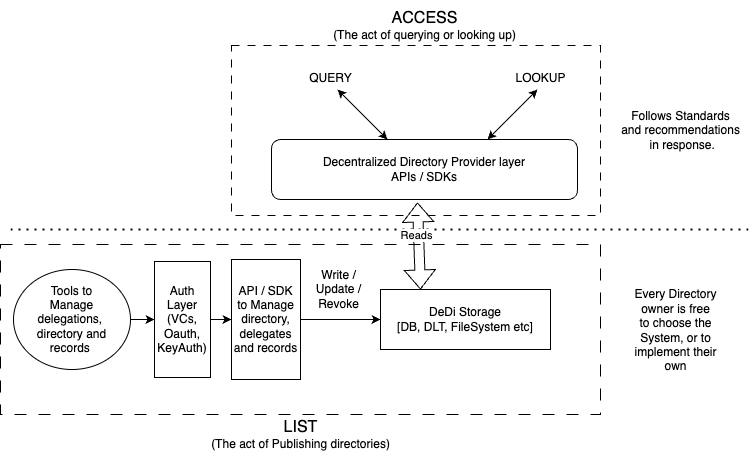 ACCESS
(The act of querying or looking up)
QUERY
LOOKUP
Follows Standards
and recommendations
in response.
Decentralized Directory Provider layer
APIs / SDKs
Reads
Tools to
Manage
delegations,
directory and
records
Auth
Layer
(VCs,
Oauth,
KeyAuth)
API / SDK
to Manage
directory,
delegates
and records
Write /
Update /
Revoke
DeDi Storage
[DB, DLT, FileSystem etc]
Every Directory
owner is free
to choose the
System, or to
implement their
own
LIST
(The act of Publishing directories)